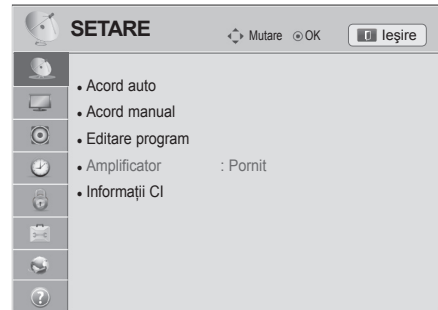 SETARE
Mutare OK Ieşire
Acord auto
Acord manual
Editare program
Amplificator : Pornit
Informaţii CI